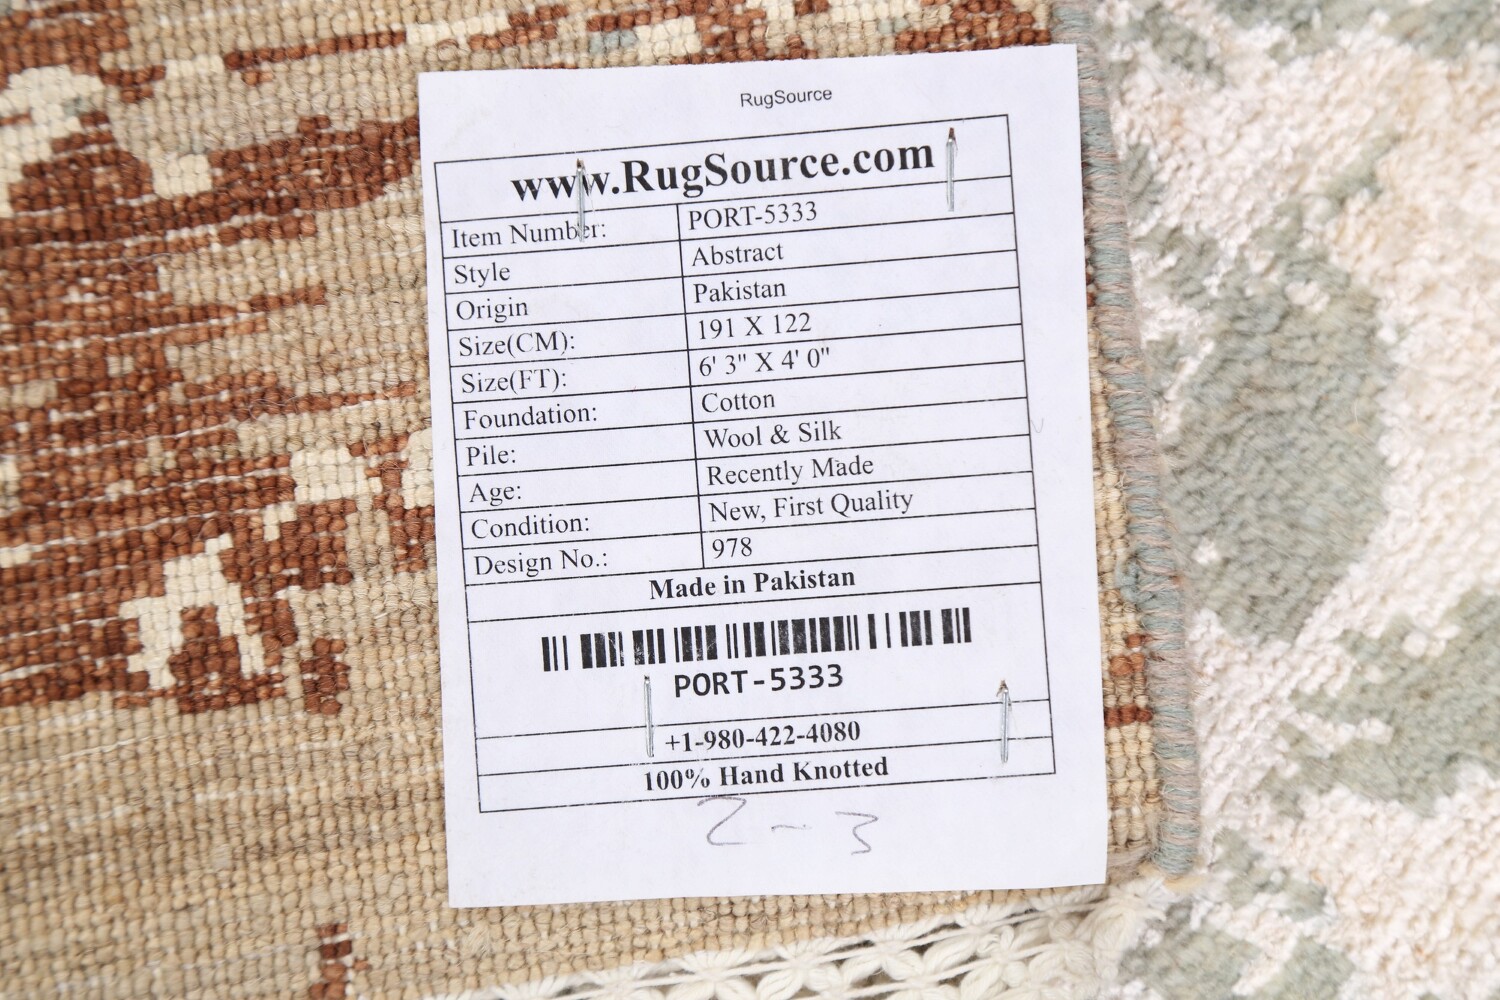 RugSource
www.RugSource.com
Item Number: PORT-5333
Style Abstract
Origin Pakistan
Size(CM): 191 X 122
Size(FT): 6' 3" X 4' 0"
Foundation: Cotton
Pile: Wool & Silk
Age: Recently Made
Condition: New, First Quality
Design No.: 978
Made in Pakistan
PORT-5333
+1-980-422-4080
100% Hand Knotted
2-3